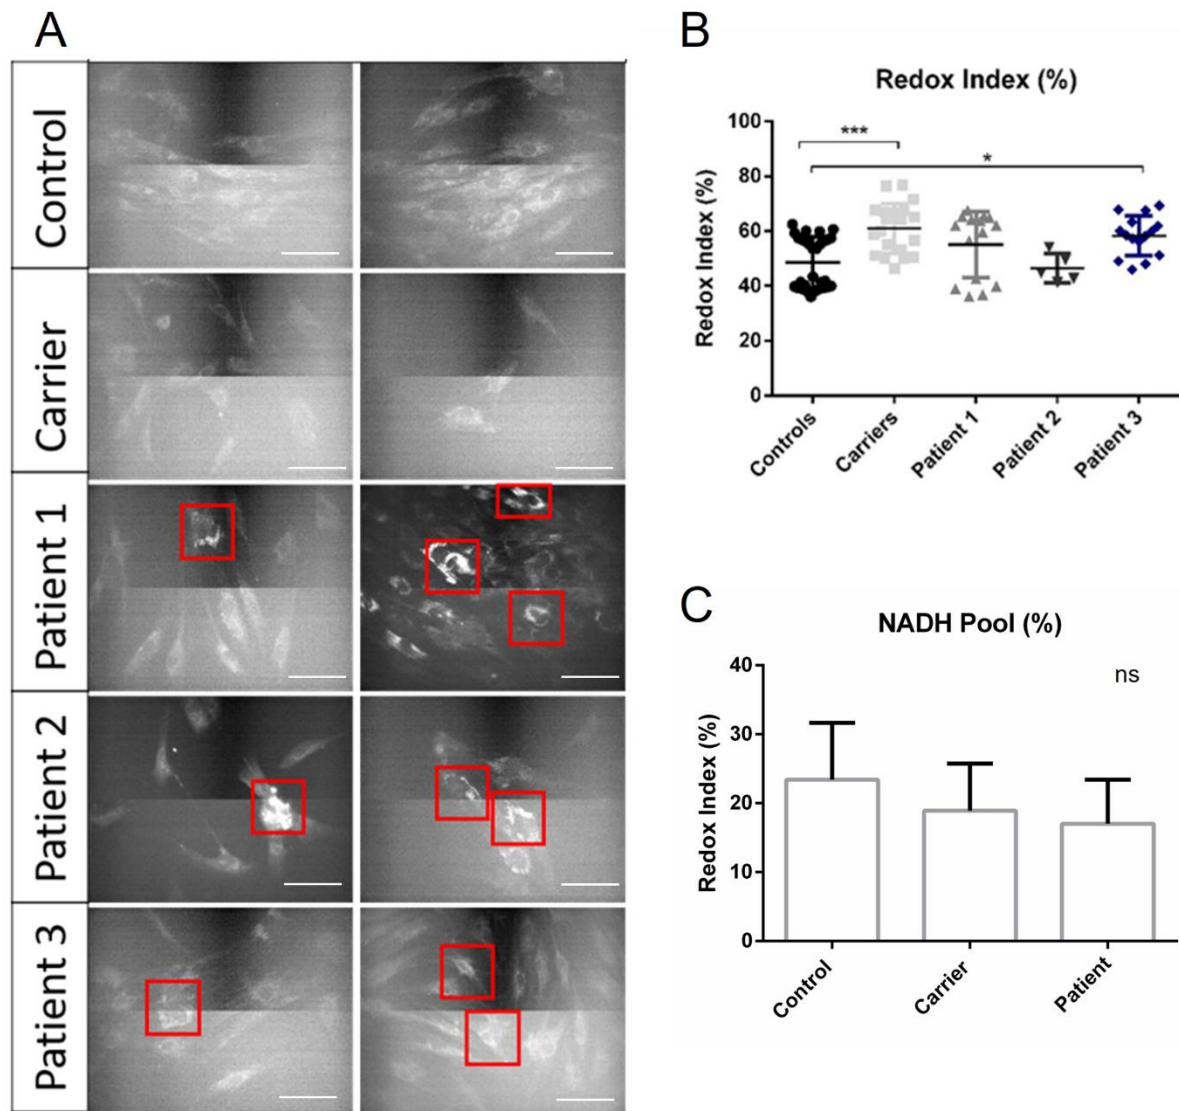 A
Control
Carrier
Patient 1
Patient 2
Patient 3
B
Redox Index (%)
***
*
Redox Index (%)
100
80
60
40
20
0
Controls
Carriers
Patient 1
Patient 2
Patient 3
C
NADH Pool (%)
ns
Redox Index (%)
40
30
20
10
0
Control
Carrier
Patient